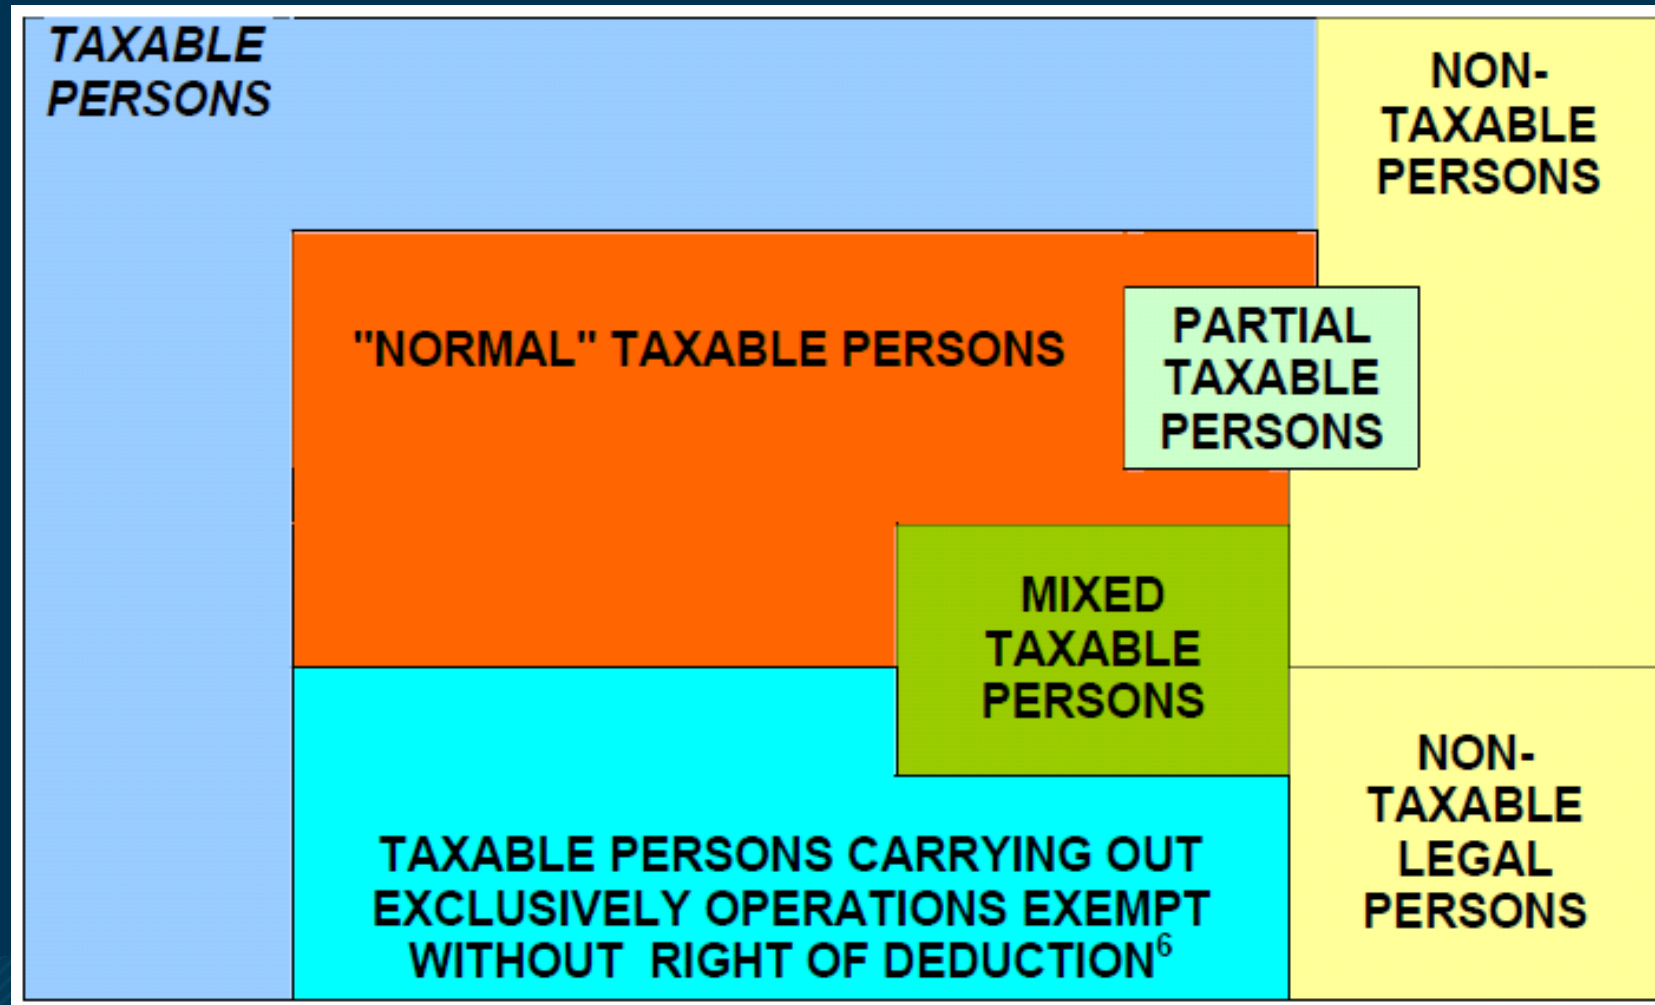 TAXABLE
PERSONS
NON-
TAXABLE
PERSONS
"NORMAL" TAXABLE PERSONS
PARTIAL
TAXABLE
PERSONS
MIXED
TAXABLE
PERSONS
NON-
TAXABLE
LEGAL
PERSONS
TAXABLE PERSONS CARRYING OUT
EXCLUSIVELY OPERATIONS EXEMPT
WITHOUT RIGHT OF DEDUCTION⁶